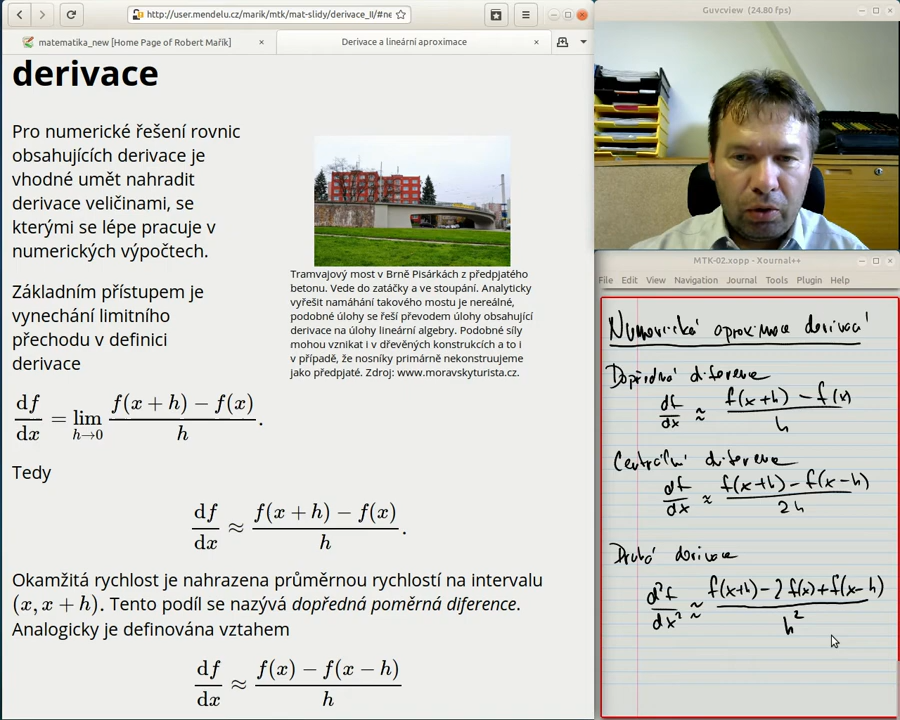 http://user.mendelu.cz/marik/mtk/mat-slidy/derivace_II/#ne
matematika_new [Home Page of Robert Mařík]
Derivace a lineární aproximace
derivace
Pro numerické řešení rovnic
obsahujících derivace je
vhodné umět nahradit
derivace veličinami, se
kterými se lépe pracuje v
numerických výpočtech.
Základním přístupem je
vynechání limitního
přechodu v definici
derivace
df/dx = lim h→0 (f(x + h) − f(x))/h.
Tedy
df/dx ≈ (f(x + h) − f(x))/h.
Okamžitá rychlost je nahrazena průměrnou rychlostí na intervalu
(x, x + h). Tento podíl se nazývá dopředná poměrná diference.
Analogicky je definována vztahem
df/dx ≈ (f(x) − f(x − h))/h
Tramvajový most v Brně Pisárkách z předpjatého
betonu. Vede do zatáčky a ve stoupání. Analyticky
vyřešit namáhání takového mostu je nereálné,
podobné úlohy se řeší převodem úlohy obsahující
derivace na úlohy lineární algebry. Podobné síly
mohou vznikat i v dřevěných konstrukcích a to i
v případě, že nosníky primárně nekonstruujeme
jako předpjaté. Zdroj: www.moravskyturista.cz.
Guvcview (24.80 fps)
MTK-02.xopp - Xournal++
File Edit View Navigation Journal Tools Plugin Help
Numerická aproximace derivací
Dopředná diference
df/dx ≈ (f(x+h) − f(x))/h
Centrální diference
df/dx ≈ (f(x+h) − f(x−h))/2h
Druhá derivace
d²f/dx² ≈ (f(x+h) − 2f(x) + f(x−h))/h²